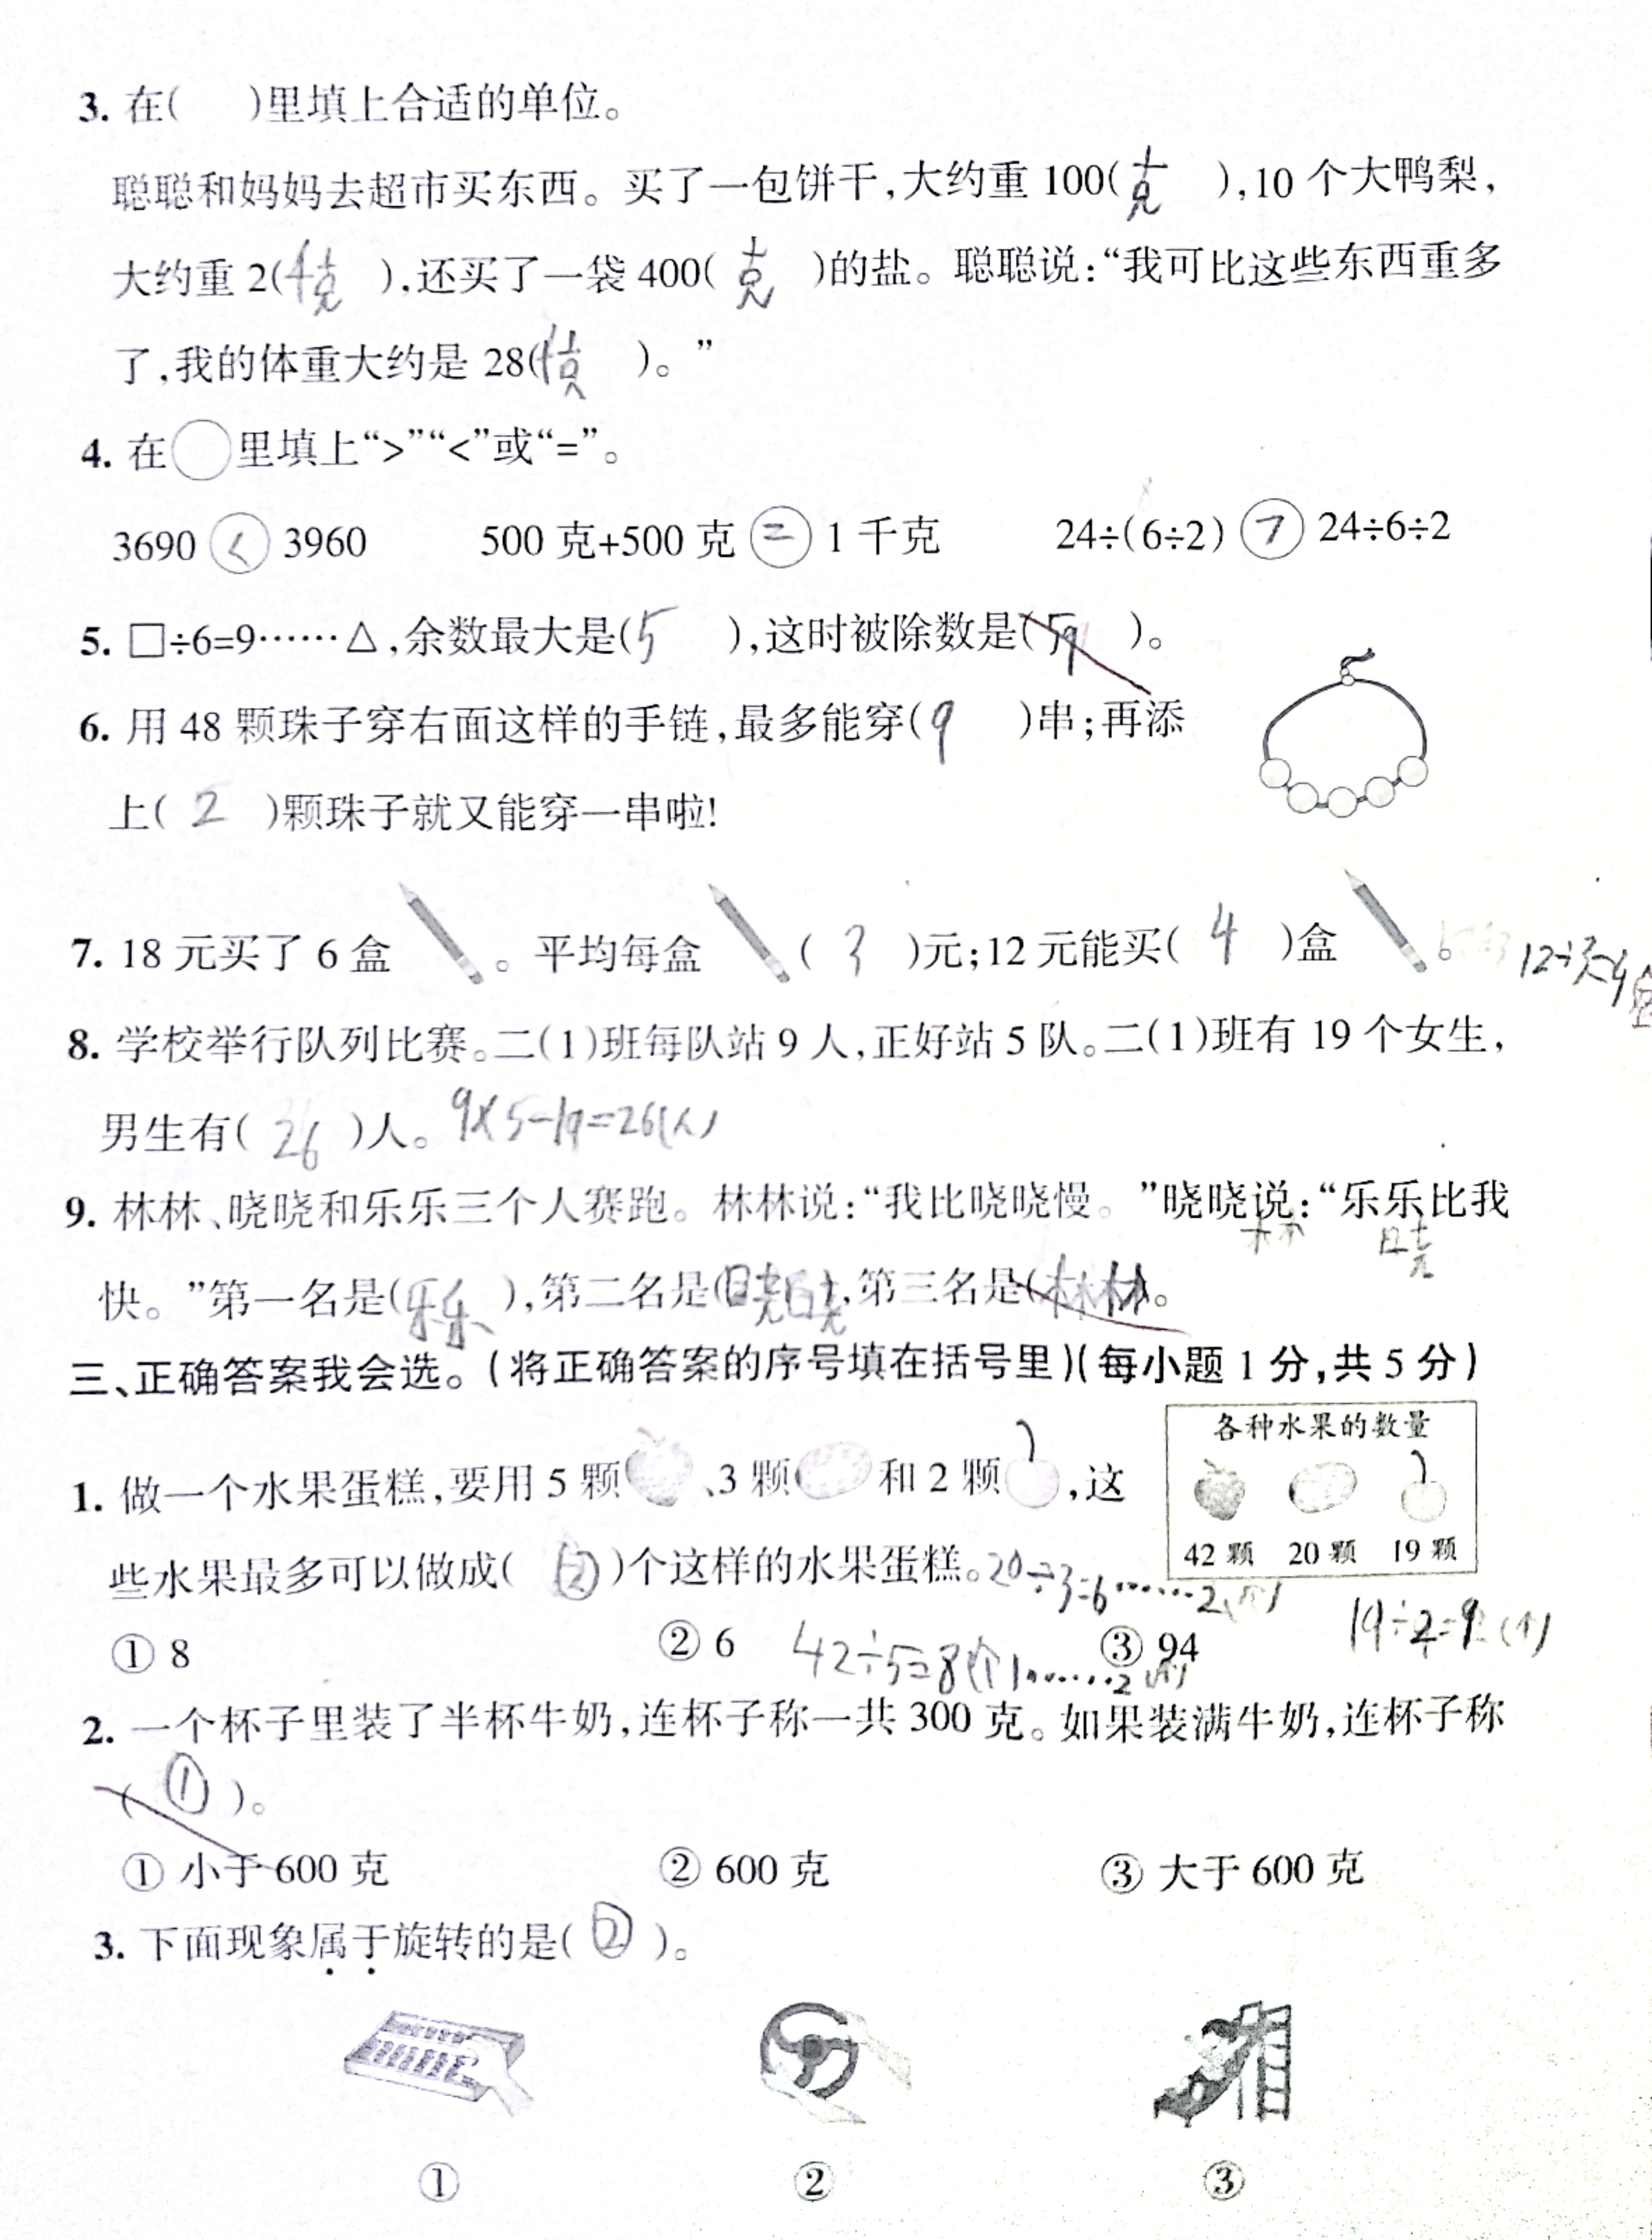 3. 在( )里填上合适的单位。
聪聪和妈妈去超市买东西。买了一包饼干,大约重 100(克 ),10 个大鸭梨,
大约重 2(千克 ),还买了一袋 400( 克 )的盐。聪聪说:“我可比这些东西重多
了,我的体重大约是 28(千克 )。”
4. 在○里填上“>”“<”或“=”。
3690 < 3960 500 克+500 克 = 1 千克 24÷(6÷2) > 24÷6÷2
5. □÷6=9……△,余数最大是(5 ),这时被除数是(59 )。
6. 用 48 颗珠子穿右面这样的手链,最多能穿(9 )串;再添
上( 2 )颗珠子就又能穿一串啦!
7. 18 元买了 6 盒 。平均每盒 ( 3 )元;12 元能买( 4 )盒 。 12÷3=4
8. 学校举行队列比赛。二(1)班每队站 9 人,正好站 5 队。二(1)班有 19 个女生,
男生有( 26 )人。 9×5-19=26(人)
9. 林林、晓晓和乐乐三个人赛跑。林林说:“我比晓晓慢。”晓晓说:“乐乐比我
林 晓
快。”第一名是(乐乐 ),第二名是(晓晓),第三名是(林林)。
三、正确答案我会选。(将正确答案的序号填在括号里)(每小题 1 分,共 5 分)
各种水果的数量
42 颗 20 颗 19 颗
1. 做一个水果蛋糕,要用 5 颗 、3 颗 和 2 颗 ,这
些水果最多可以做成( ② )个这样的水果蛋糕。 20÷3=6……2(个)
① 8 ② 6 42÷5=8(个)……2(个) ③ 94 19÷2=9(个)
2. 一个杯子里装了半杯牛奶,连杯子称一共 300 克。如果装满牛奶,连杯子称
( ① )。
① 小于 600 克 ② 600 克 ③ 大于 600 克
3. 下面现象属于旋转的是( ② )。
① ② ③